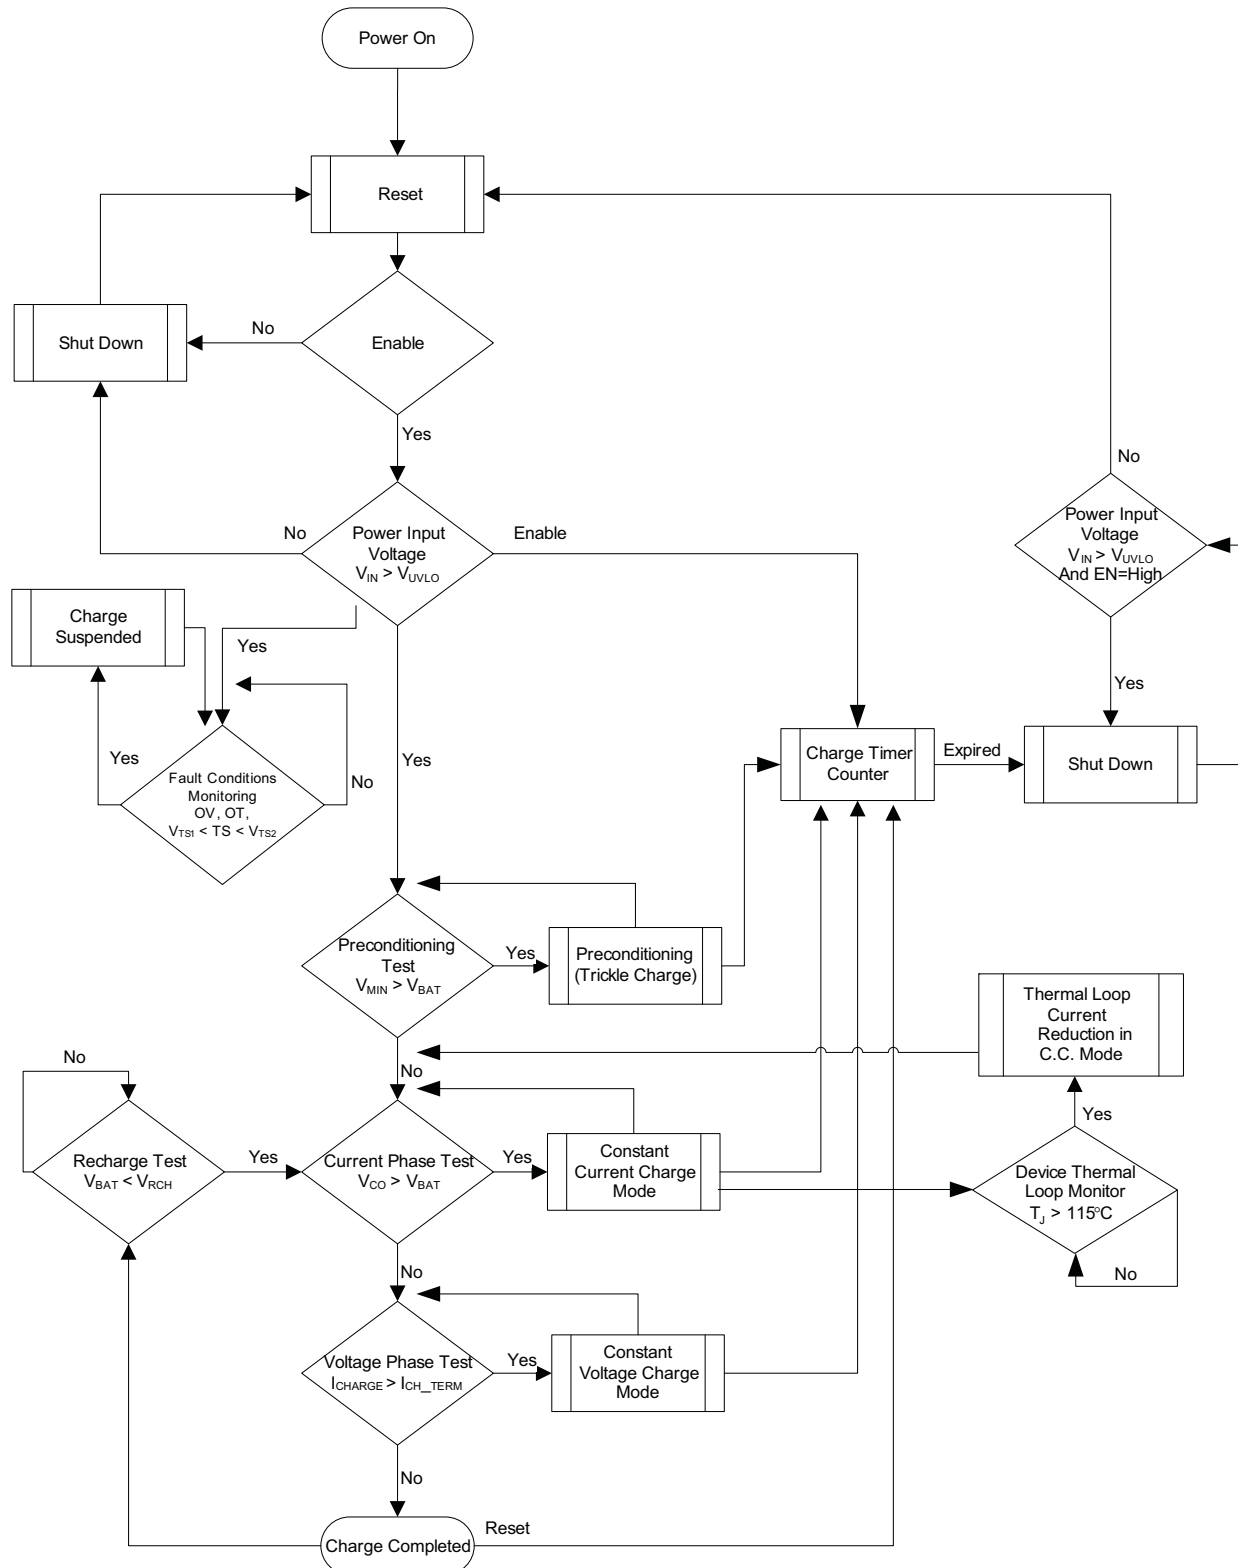 Power On
Reset
Shut Down
No
Enable
Yes
No
Power Input
Voltage
V_IN > V_UVLO
Enable
No
Power Input
Voltage
V_IN > V_UVLO
And EN=High
Charge
Suspended
Yes
Yes
Yes
Fault Conditions
Monitoring
OV, OT,
V_TS1 < TS < V_TS2
No
Yes
Charge Timer
Counter
Expired
Shut Down
Preconditioning
Test
V_MIN > V_BAT
Yes
Preconditioning
(Trickle Charge)
Thermal Loop
Current
Reduction in
C.C. Mode
No
No
Yes
Recharge Test
V_BAT < V_RCH
Yes
Current Phase Test
V_CO > V_BAT
Yes
Constant
Current Charge
Mode
Device Thermal
Loop Monitor
T_J > 115°C
No
No
Voltage Phase Test
I_CHARGE > I_CH_TERM
Yes
Constant
Voltage Charge
Mode
No
Charge Completed
Reset